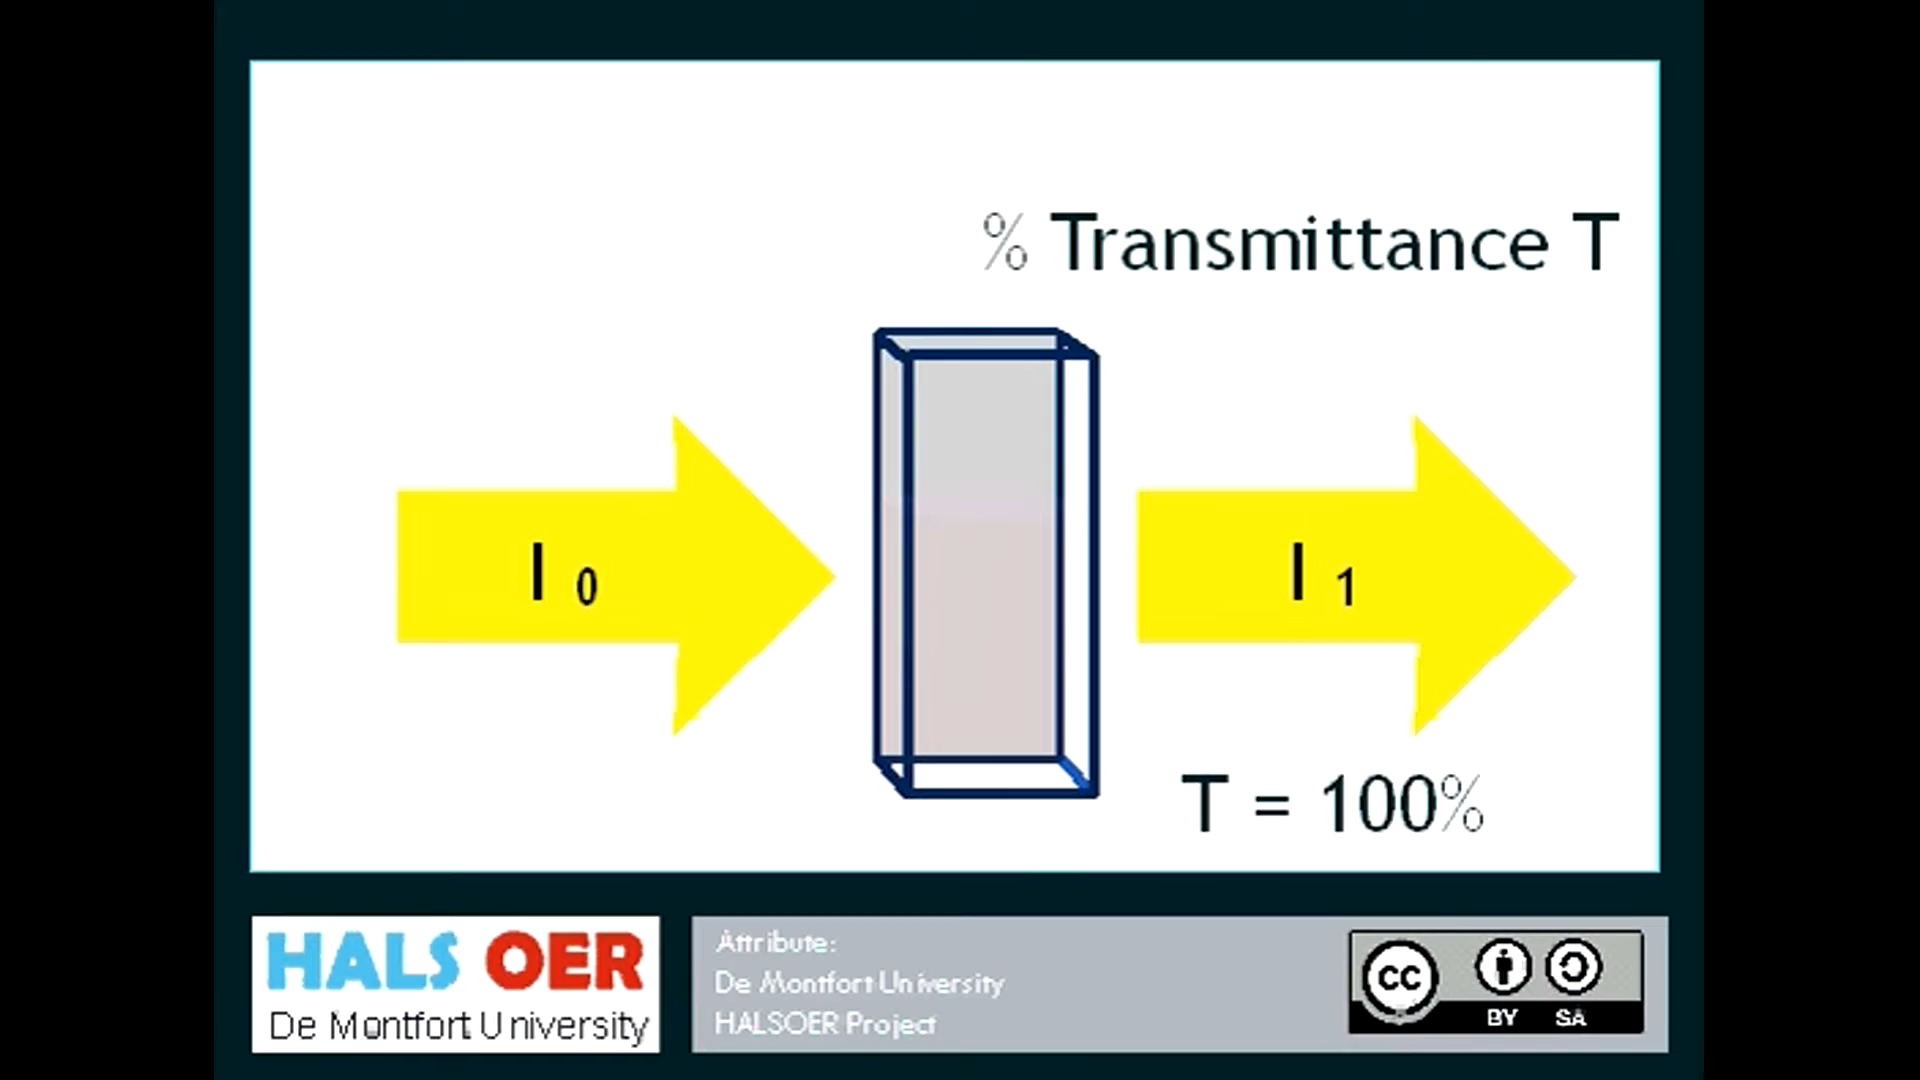 % Transmittance T
I 0
I 1
T = 100%
HALS OER
De Montfort University
Attribute:
De Montfort University
HALSOER Project
cc
BY SA